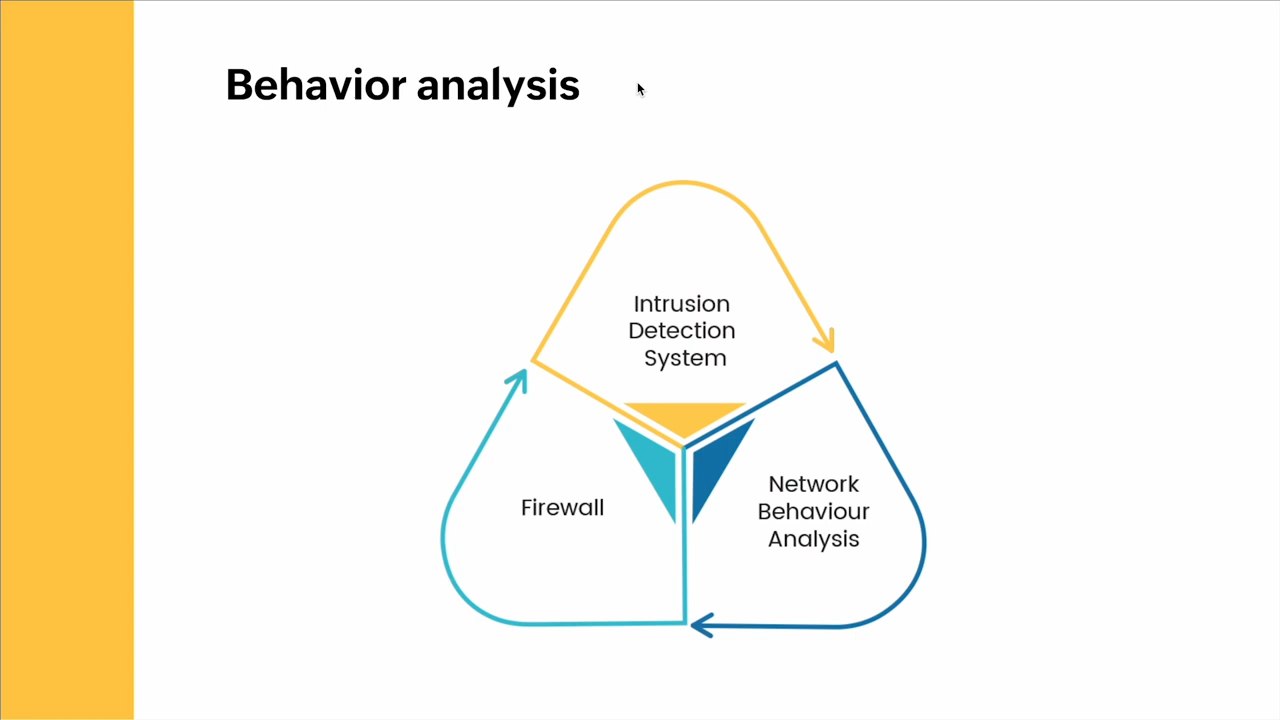 Behavior analysis
Intrusion
Detection
System
Firewall
Network
Behaviour
Analysis